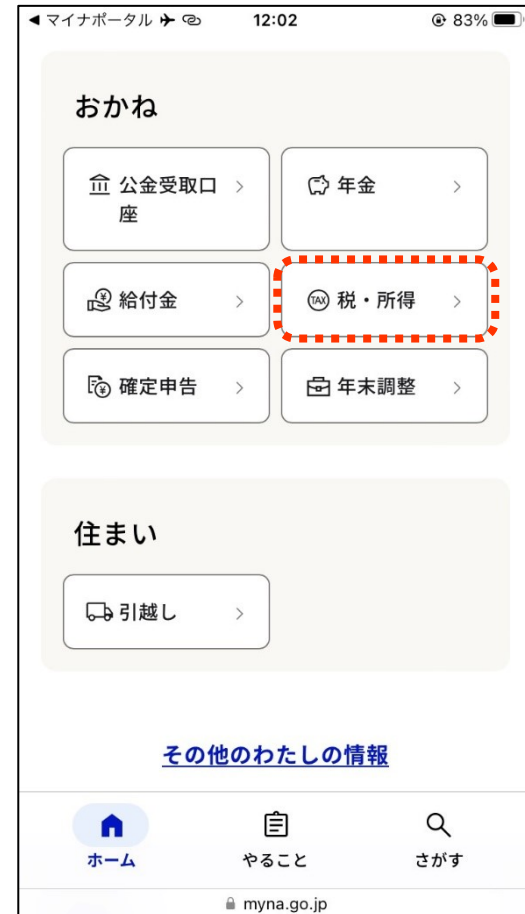 ◀マイナポータル 12:02 83%
おかね
公金受取口
座
年金
給付金
TAX 税・所得
確定申告
年末調整
住まい
引越し
その他のわたしの情報
ホーム やること さがす
myna.go.jp